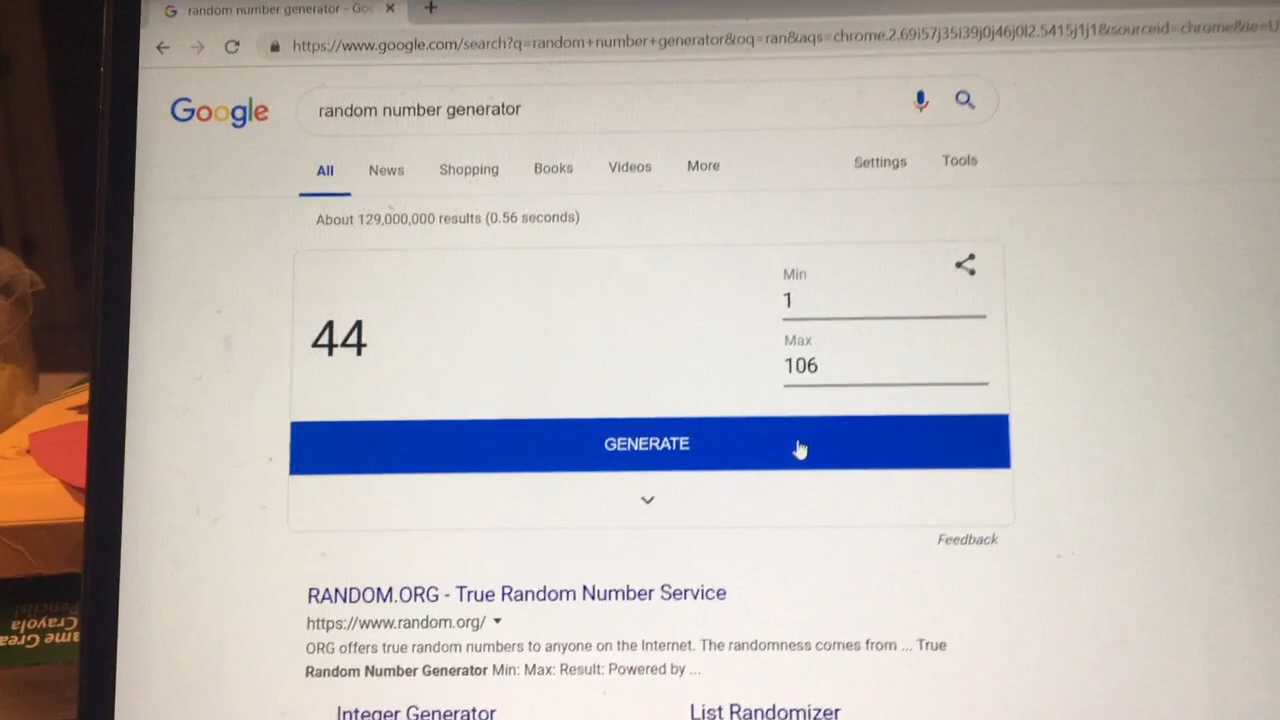 random number generator - Goo
https://www.google.com/search?q=random+number+generator&oq=ran&aqs=chrome.2.69i57j35i39j0j46j0l2.5415j1j1&sourceid=chrome&ie=U
Google
random number generator
All News Shopping Books Videos More Settings Tools
About 129,000,000 results (0.56 seconds)
Min
1
44
Max
106
GENERATE
Feedback
RANDOM.ORG - True Random Number Service
https://www.random.org/
ORG offers true random numbers to anyone on the Internet. The randomness comes from ... True
Random Number Generator Min: Max: Result: Powered by ...
Integer Generator List Randomizer
ame Grea
Crayola
Pencils!